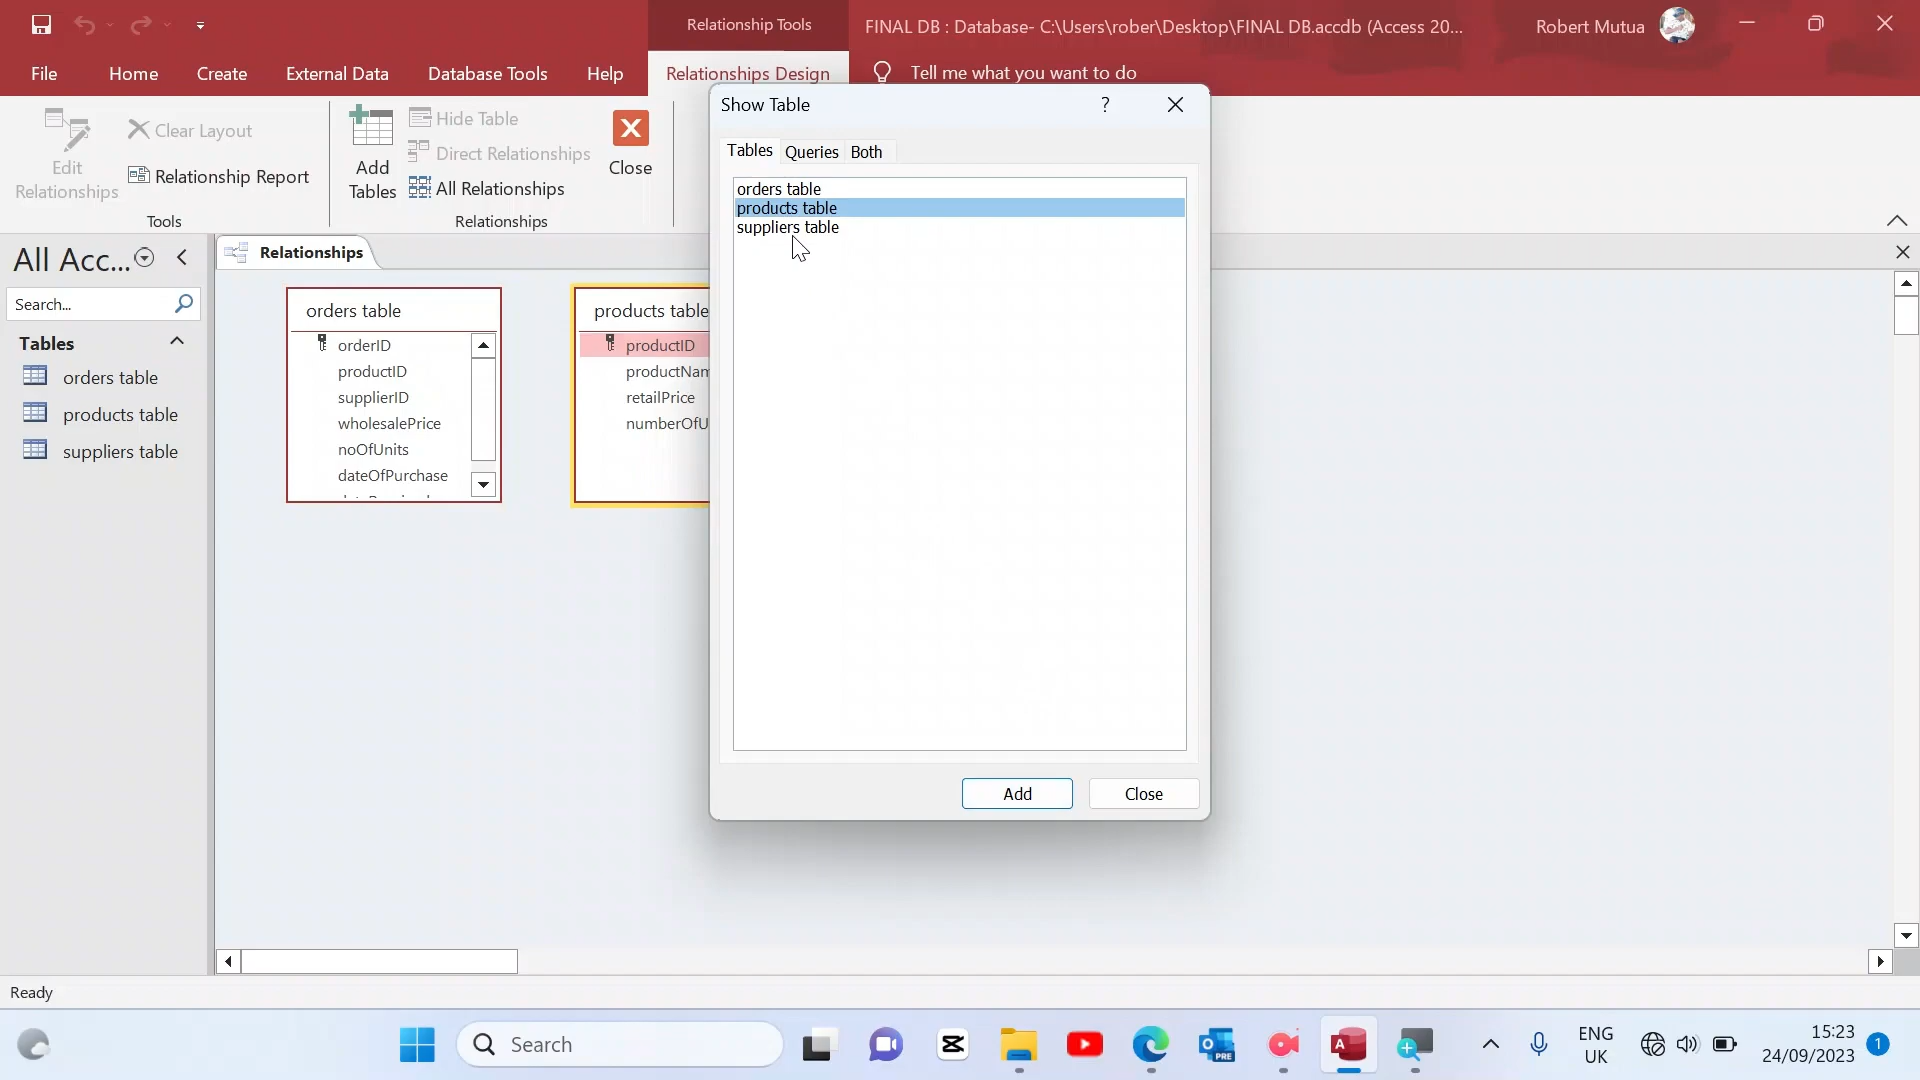 Relationship Tools
FINAL DB : Database- C:\Users\rober\Desktop\FINAL DB.accdb (Access 20...
Robert Mutua
File
Home
Create
External Data
Database Tools
Help
Relationships Design
Tell me what you want to do
Edit
Relationships
Clear Layout
Relationship Report
Tools
Add
Tables
Hide Table
Direct Relationships
All Relationships
Relationships
Close
Show Table
?
Tables
Queries
Both
orders table
products table
suppliers table
Add
Close
All Acc...
Search...
Tables
orders table
products table
suppliers table
Relationships
orders table
orderID
productID
supplierID
wholesalePrice
noOfUnits
dateOfPurchase
products table
productID
productNam
retailPrice
numberOfU
Ready
Search
PRE
ENG
UK
15:23
24/09/2023
1